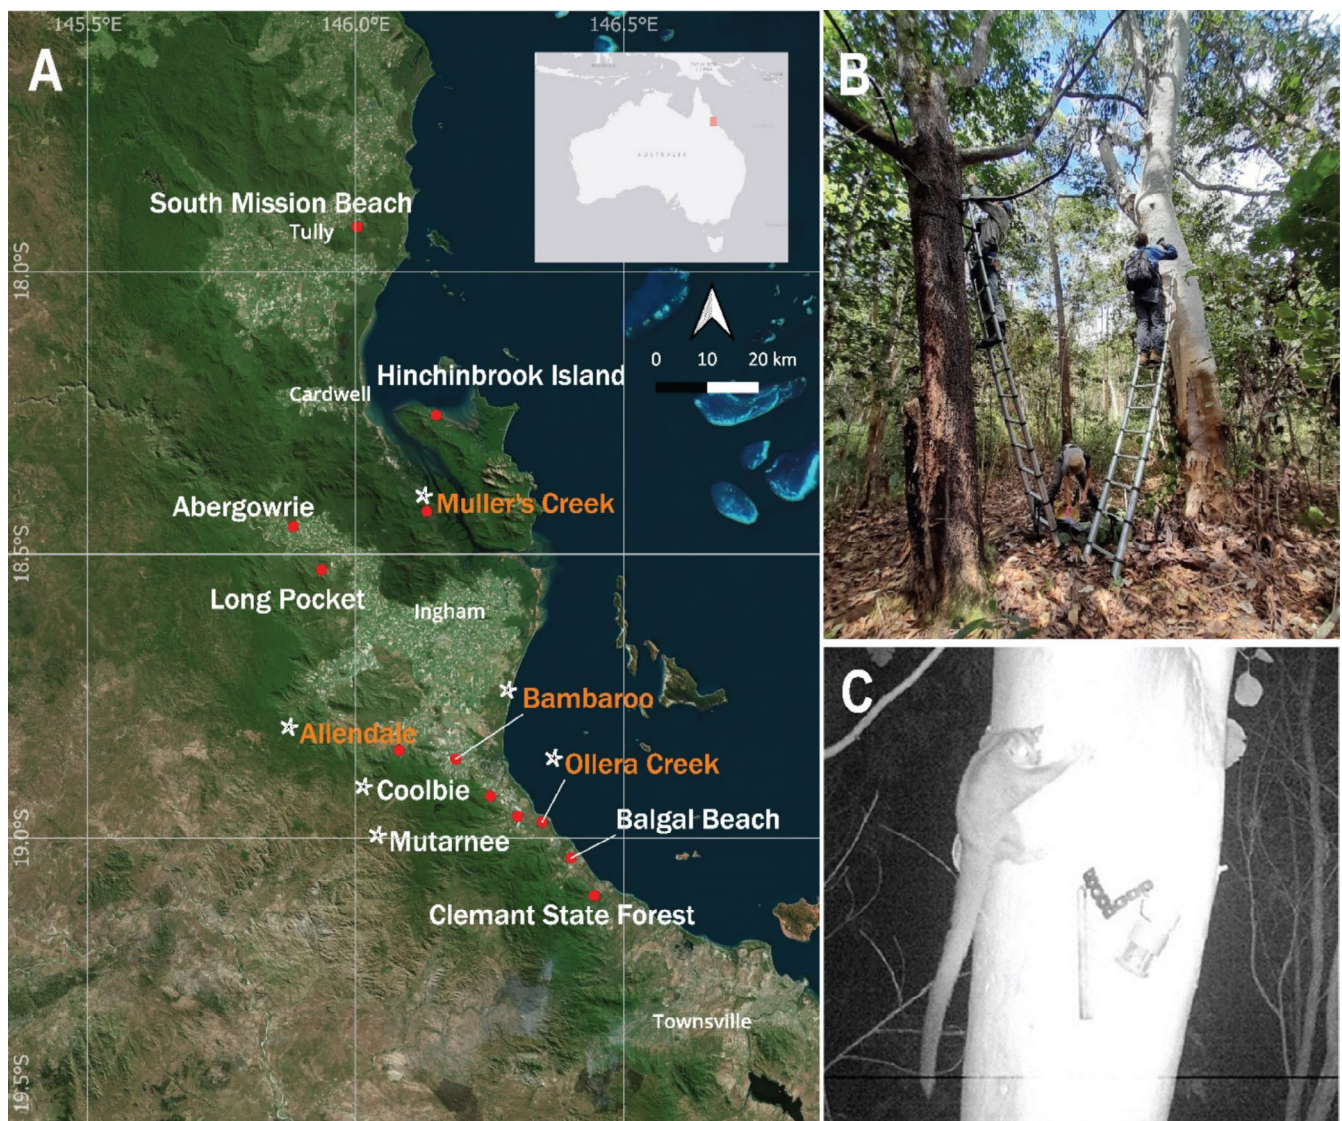 145.5°E
146.0°E
146.5°E
A
B
AUSTRALIA
South Mission Beach
Tully
18.0°S
0 10 20 km
Hinchinbrook Island
Cardwell
Muller's Creek
Abergowrie
18.5°S
Long Pocket
Ingham
C
Bambaroo
Allendale
Ollera Creek
Coolbie
Balgal Beach
Mutarnee
19.0°S
Clemant State Forest
Townsville
19.5°S